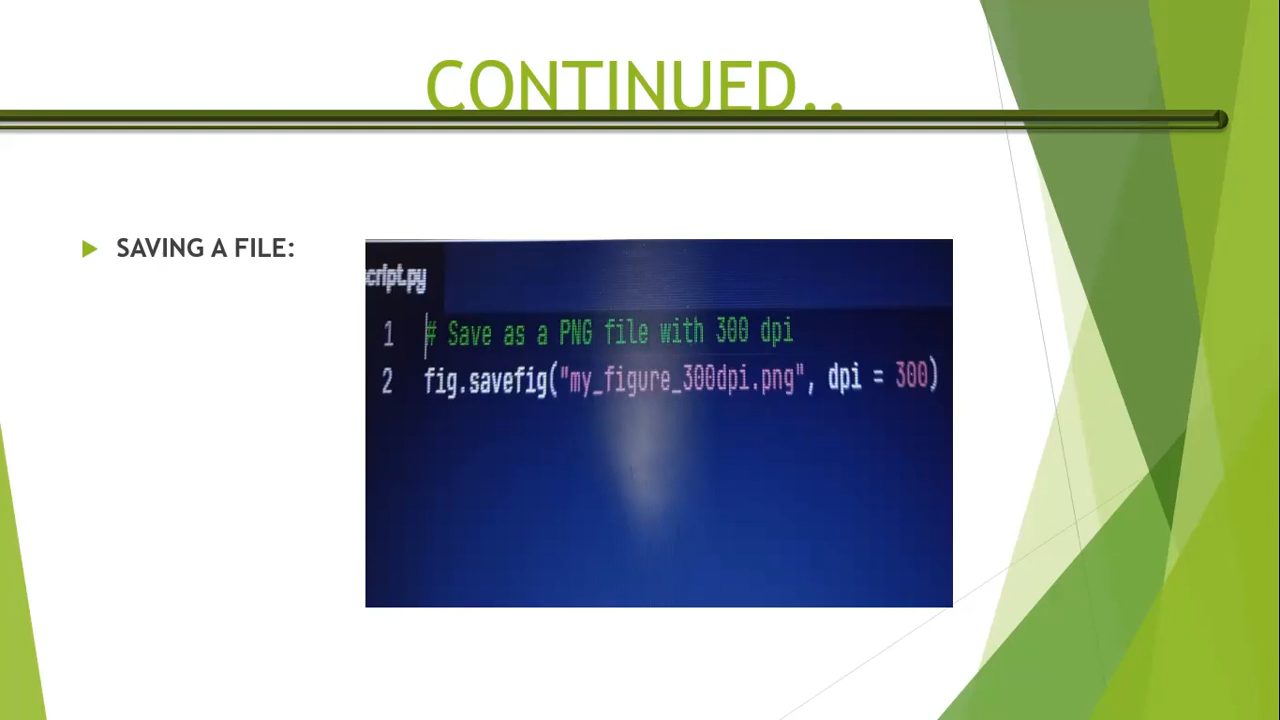 CONTINUED..
SAVING A FILE:
cript.py
1 # Save as a PNG file with 300 dpi
2 fig.savefig("my_figure_300dpi.png", dpi = 300)